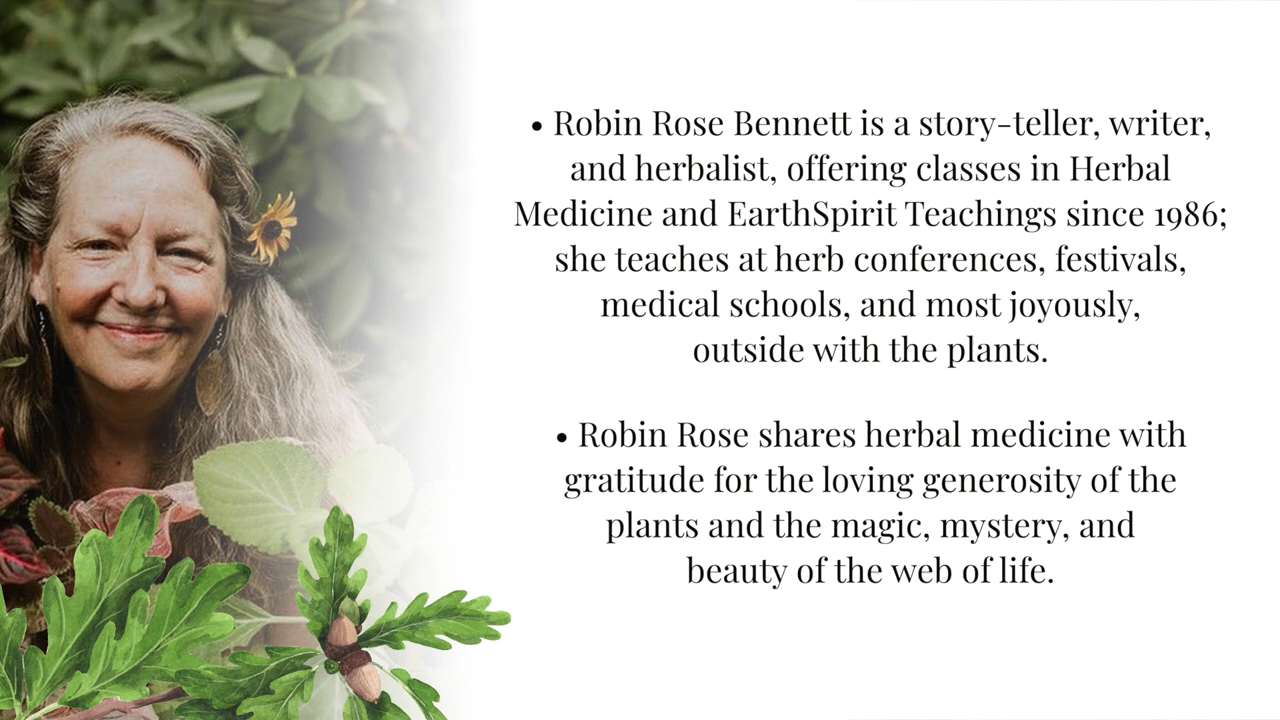 • Robin Rose Bennett is a story-teller, writer,
and herbalist, offering classes in Herbal
Medicine and EarthSpirit Teachings since 1986;
she teaches at herb conferences, festivals,
medical schools, and most joyously,
outside with the plants.
• Robin Rose shares herbal medicine with
gratitude for the loving generosity of the
plants and the magic, mystery, and
beauty of the web of life.